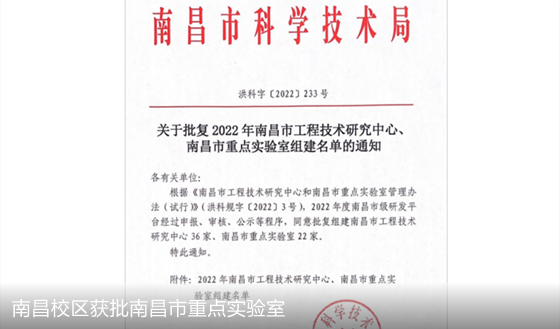 南昌市科学技术局
洪科字〔2022〕233号
关于批复2022年南昌市工程技术研究中心、
南昌市重点实验室组建名单的通知
各有关单位：
根据《南昌市工程技术研究中心和南昌市重点实验室管理办
法（试行）》（洪科规字〔2022〕3号），2022年度南昌市级研发平
台经过申报、审核、公示等程序，同意批复组建南昌市工程技术
研究中心36家、南昌市重点实验室22家。
特此通知。
附件：2022年南昌市工程技术研究中心、南昌市重点实
验室组建名单
科学技术
南昌校区获批南昌市重点实验室